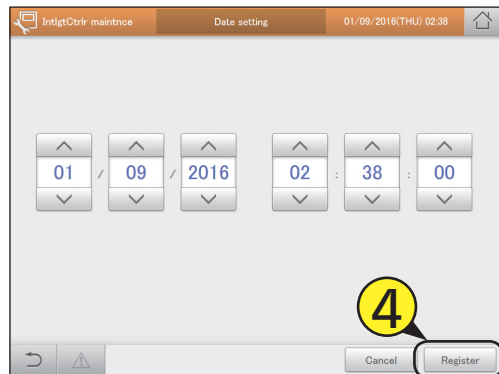 IntlgtCtrlr maintnce Date setting 01/09/2016(THU) 02:38
01 / 09 / 2016 02 : 38 : 00
4
Cancel Register